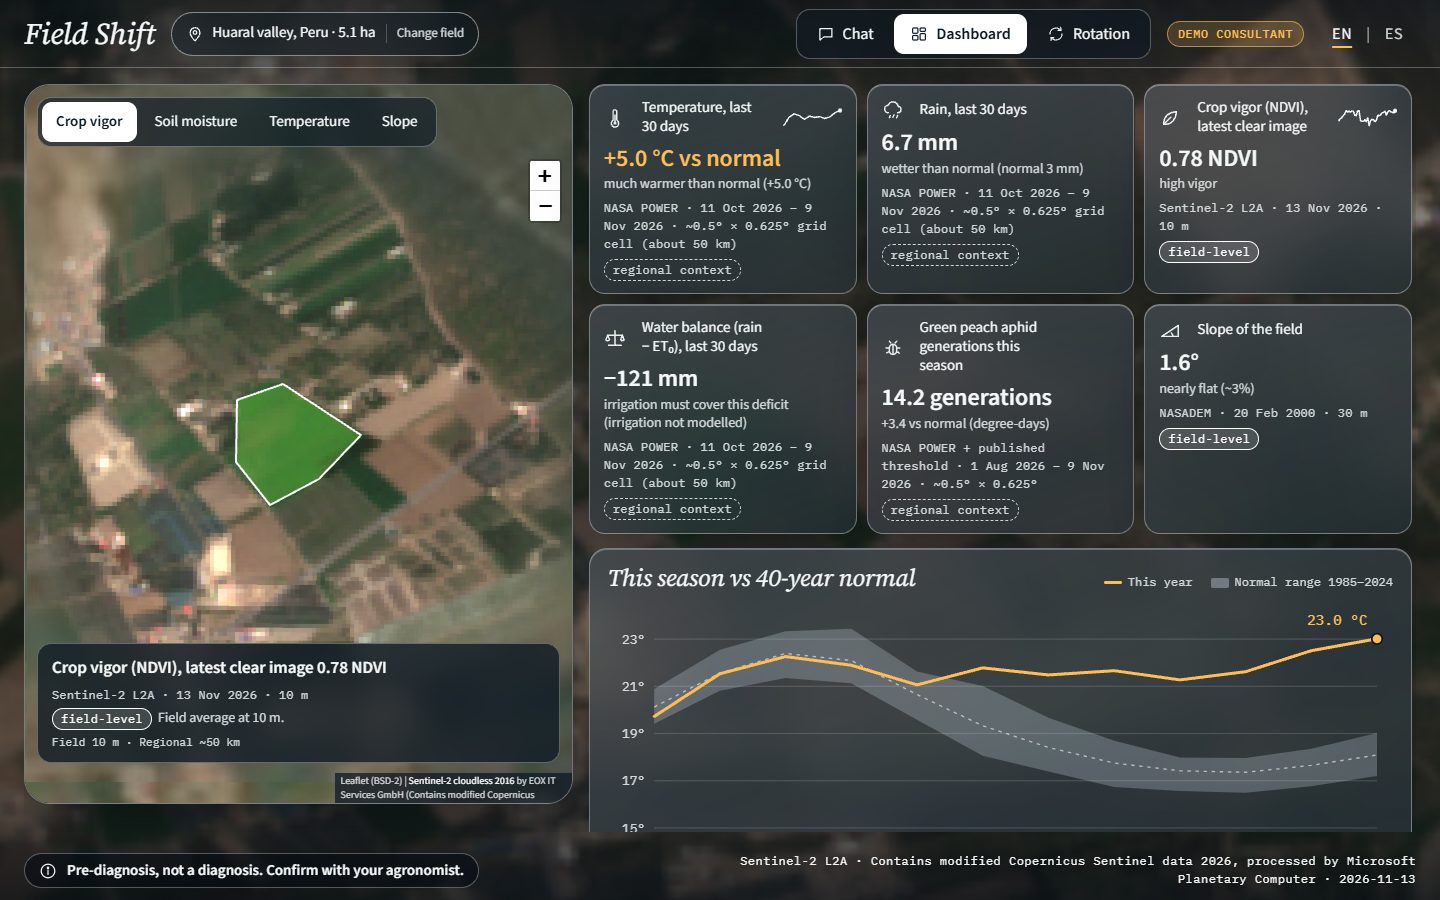 Field Shift
Huaral valley, Peru · 5.1 ha
Change field
Chat
Dashboard
Rotation
DEMO CONSULTANT
EN | ES
Crop vigor
Soil moisture
Temperature
Slope
+
−
Crop vigor (NDVI), latest clear image 0.78 NDVI
Sentinel-2 L2A · 13 Nov 2026 · 10 m
field-level Field average at 10 m.
Field 10 m · Regional ~50 km
Leaflet (BSD-2) | Sentinel-2 cloudless 2016 by EOX IT
Services GmbH (Contains modified Copernicus
Temperature, last
30 days
+5.0 °C vs normal
much warmer than normal (+5.0 °C)
NASA POWER · 11 Oct 2026 – 9
Nov 2026 · ~0.5° × 0.625° grid
cell (about 50 km)
regional context
Rain, last 30 days
6.7 mm
wetter than normal (normal 3 mm)
NASA POWER · 11 Oct 2026 – 9
Nov 2026 · ~0.5° × 0.625° grid
cell (about 50 km)
regional context
Crop vigor (NDVI),
latest clear image
0.78 NDVI
high vigor
Sentinel-2 L2A · 13 Nov 2026 ·
10 m
field-level
Water balance (rain
− ET₀), last 30 days
−121 mm
irrigation must cover this deficit
(irrigation not modelled)
NASA POWER · 11 Oct 2026 – 9
Nov 2026 · ~0.5° × 0.625° grid
cell (about 50 km)
regional context
Green peach aphid
generations this
season
14.2 generations
+3.4 vs normal (degree-days)
NASA POWER + published
threshold · 1 Aug 2026 – 9 Nov
2026 · ~0.5° × 0.625°
regional context
Slope of the field
1.6°
nearly flat (~3%)
NASADEM · 20 Feb 2000 · 30 m
field-level
This season vs 40-year normal
This year
Normal range 1985–2024
23.0 °C
23°
21°
19°
17°
15°
Pre-diagnosis, not a diagnosis. Confirm with your agronomist.
Sentinel-2 L2A · Contains modified Copernicus Sentinel data 2026, processed by Microsoft
Planetary Computer · 2026-11-13